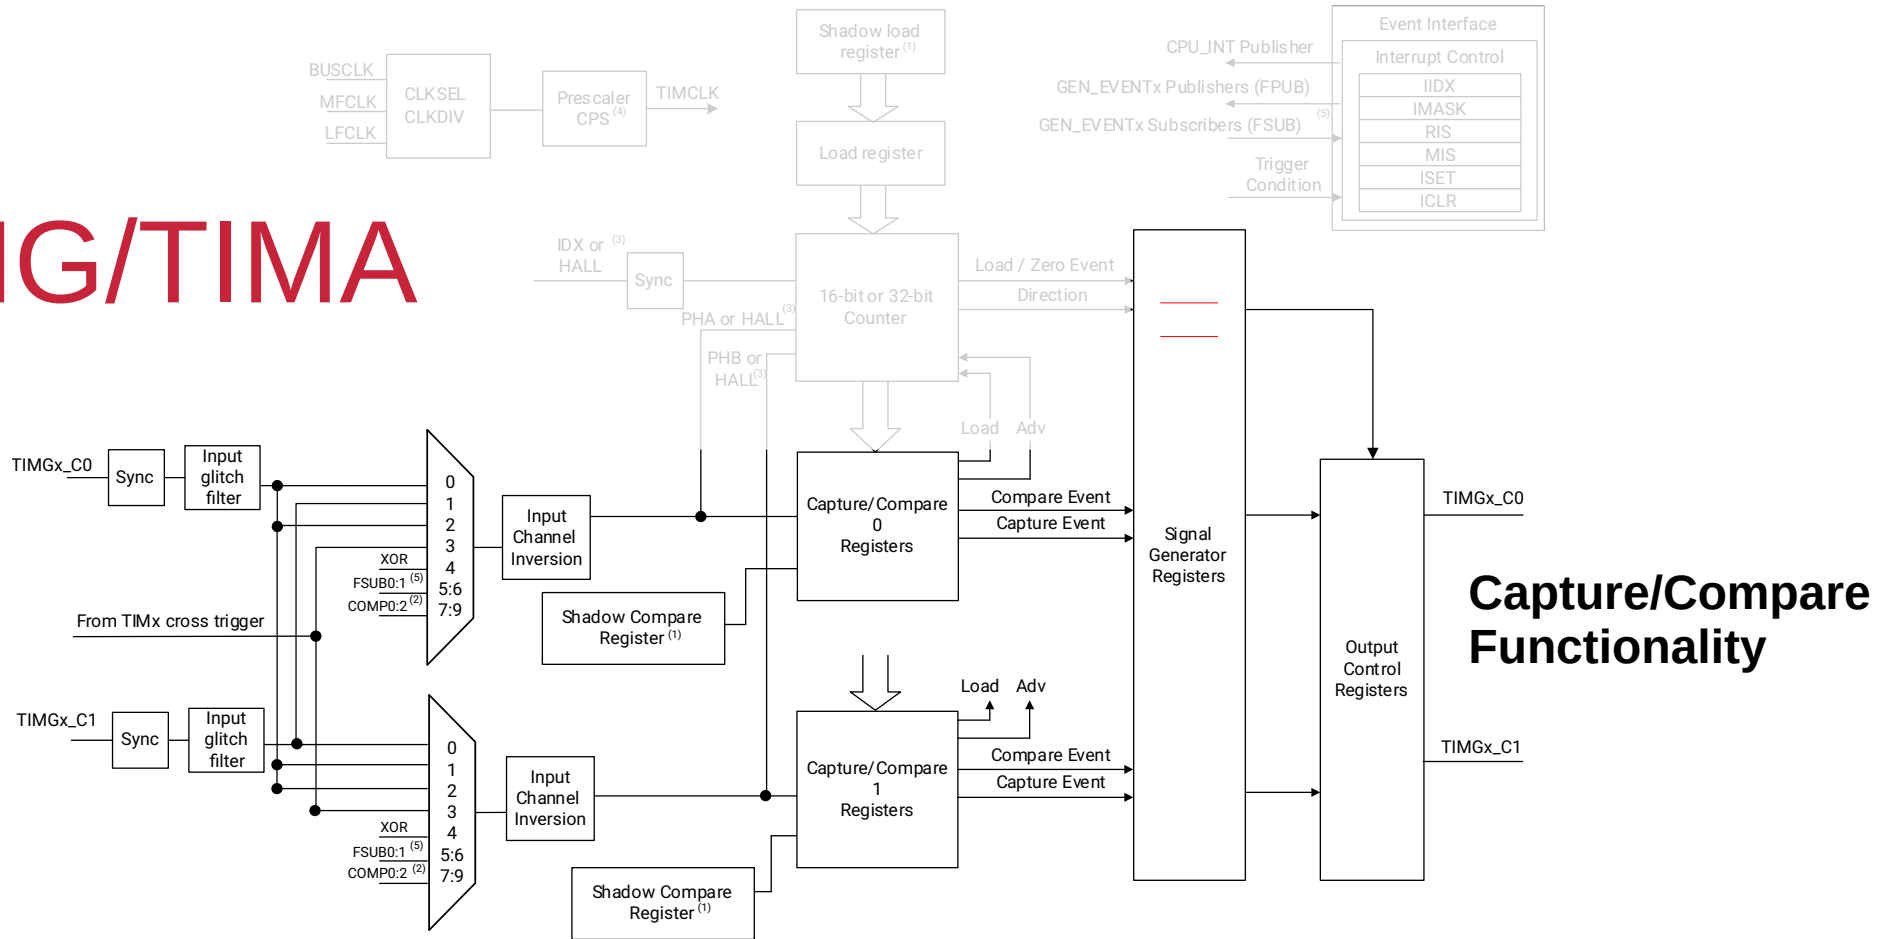 Shadow load
register (1)
Event Interface
CPU_INT Publisher
Interrupt Control
BUSCLK
MFCLK
LFCLK
CLKSEL
CLKDIV
Prescaler
CPS (4)
TIMCLK
GEN_EVENTx Publishers (FPUB)
GEN_EVENTx Subscribers (FSUB) (5)
Trigger
Condition
IIDX
IMASK
RIS
MIS
ISET
ICLR
Load register
IG/TIMA
IDX or (3)
HALL
Sync
16-bit or 32-bit
Counter
Load / Zero Event
Direction
PHA or HALL (3)
PHB or
HALL (3)
Load
Adv
TIMGx_C0
Sync
Input
glitch
filter
0
1
2
3
4
5:6
7:9
XOR
FSUB0:1 (5)
COMP0:2 (2)
Input
Channel
Inversion
Capture/Compare
0
Registers
Compare Event
Capture Event
Signal
Generator
Registers
TIMGx_C0
Shadow Compare
Register (1)
From TIMx cross trigger
Capture/Compare
Functionality
Output
Control
Registers
TIMGx_C1
Sync
Input
glitch
filter
0
1
2
3
4
5:6
7:9
XOR
FSUB0:1 (5)
COMP0:2 (2)
Input
Channel
Inversion
Load
Adv
Capture/Compare
1
Registers
Compare Event
Capture Event
TIMGx_C1
Shadow Compare
Register (1)